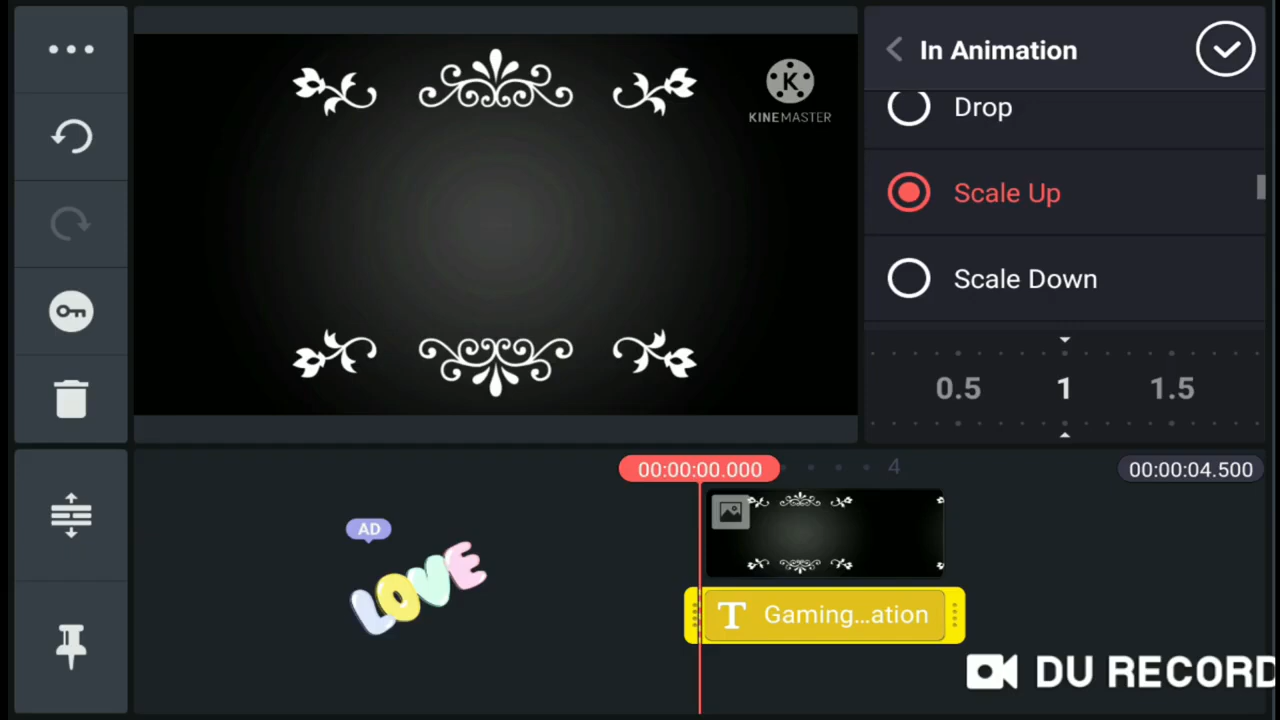 In Animation
Drop
Scale Up
Scale Down
0.5 1 1.5
K
KINEMASTER
00:00:00.000
4
00:00:04.500
AD
LOVE
T Gaming...ation
DU RECORD